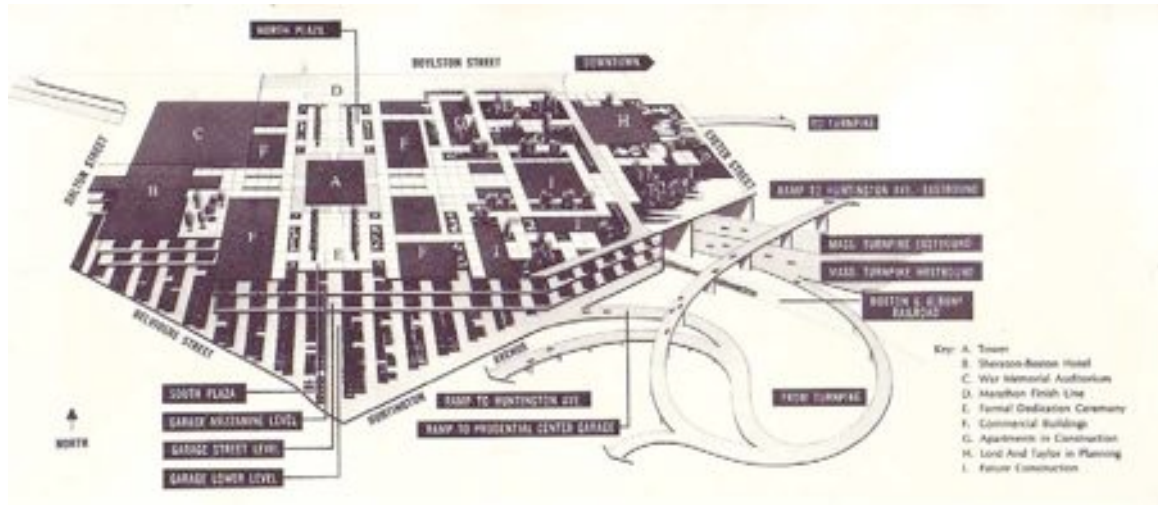 NORTH PLAZA
BOYLSTON STREET
DOWNTOWN
D
C
G
H
TO TURNPIKE
F
F
EXETER STREET
DALTON STREET
A
I
B
RAMP TO HUNTINGTON AVE. EASTBOUND
F
F
I
I
E
MASS. TURNPIKE EASTBOUND
MASS. TURNPIKE WESTBOUND
BOSTON & ALBANY
RAILROAD
BELVIDERE STREET
HUNTINGTON AVENUE
SOUTH PLAZA
RAMP TO HUNTINGTON AVE.
FROM TURNPIKE
GARAGE MEZZANINE LEVEL
RAMP TO PRUDENTIAL CENTER GARAGE
GARAGE STREET LEVEL
GARAGE LOWER LEVEL
NORTH
Key: A. Tower
B. Sheraton-Boston Hotel
C. War Memorial Auditorium
D. Marathon Finish Line
E. Formal Dedication Ceremony
F. Commercial Buildings
G. Apartments in Construction
H. Lord And Taylor in Planning
I. Future Construction